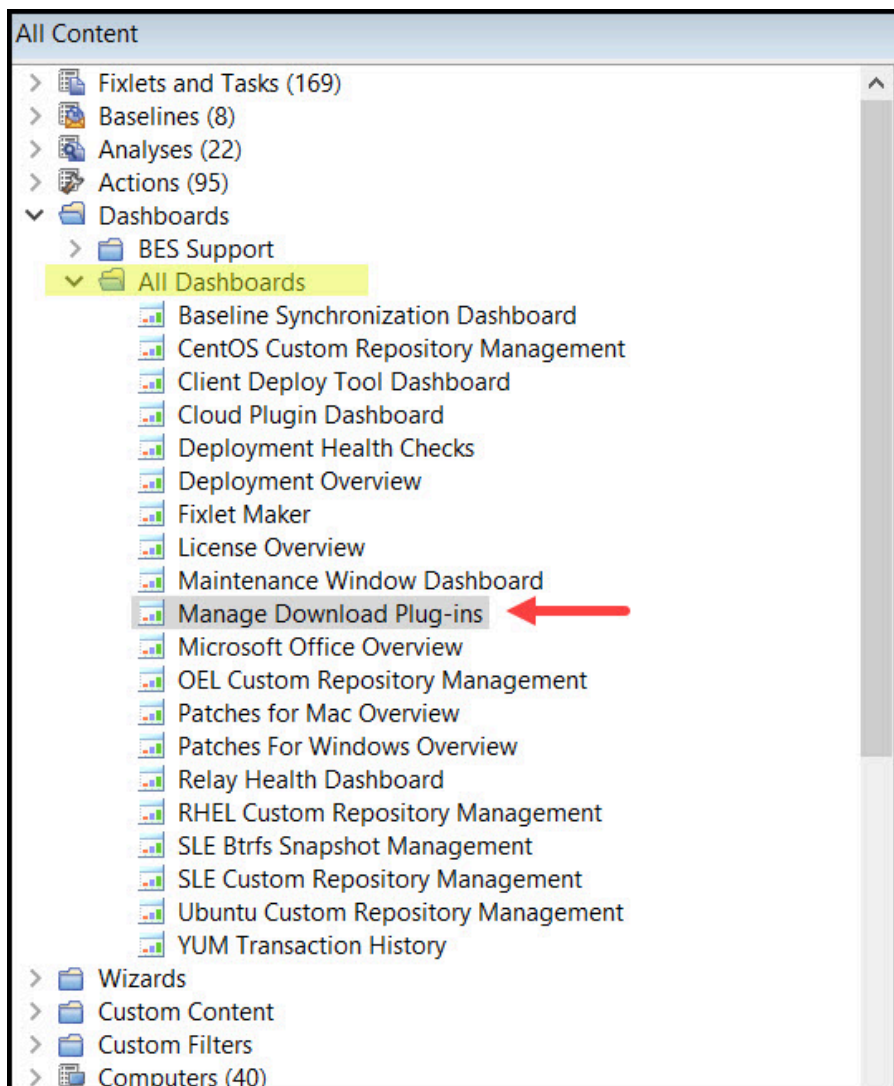 All Content
Fixlets and Tasks (169)
Baselines (8)
Analyses (22)
Actions (95)
Dashboards
BES Support
All Dashboards
Baseline Synchronization Dashboard
CentOS Custom Repository Management
Client Deploy Tool Dashboard
Cloud Plugin Dashboard
Deployment Health Checks
Deployment Overview
Fixlet Maker
License Overview
Maintenance Window Dashboard
Manage Download Plug-ins
Microsoft Office Overview
OEL Custom Repository Management
Patches for Mac Overview
Patches For Windows Overview
Relay Health Dashboard
RHEL Custom Repository Management
SLE Btrfs Snapshot Management
SLE Custom Repository Management
Ubuntu Custom Repository Management
YUM Transaction History
Wizards
Custom Content
Custom Filters
Computers (40)